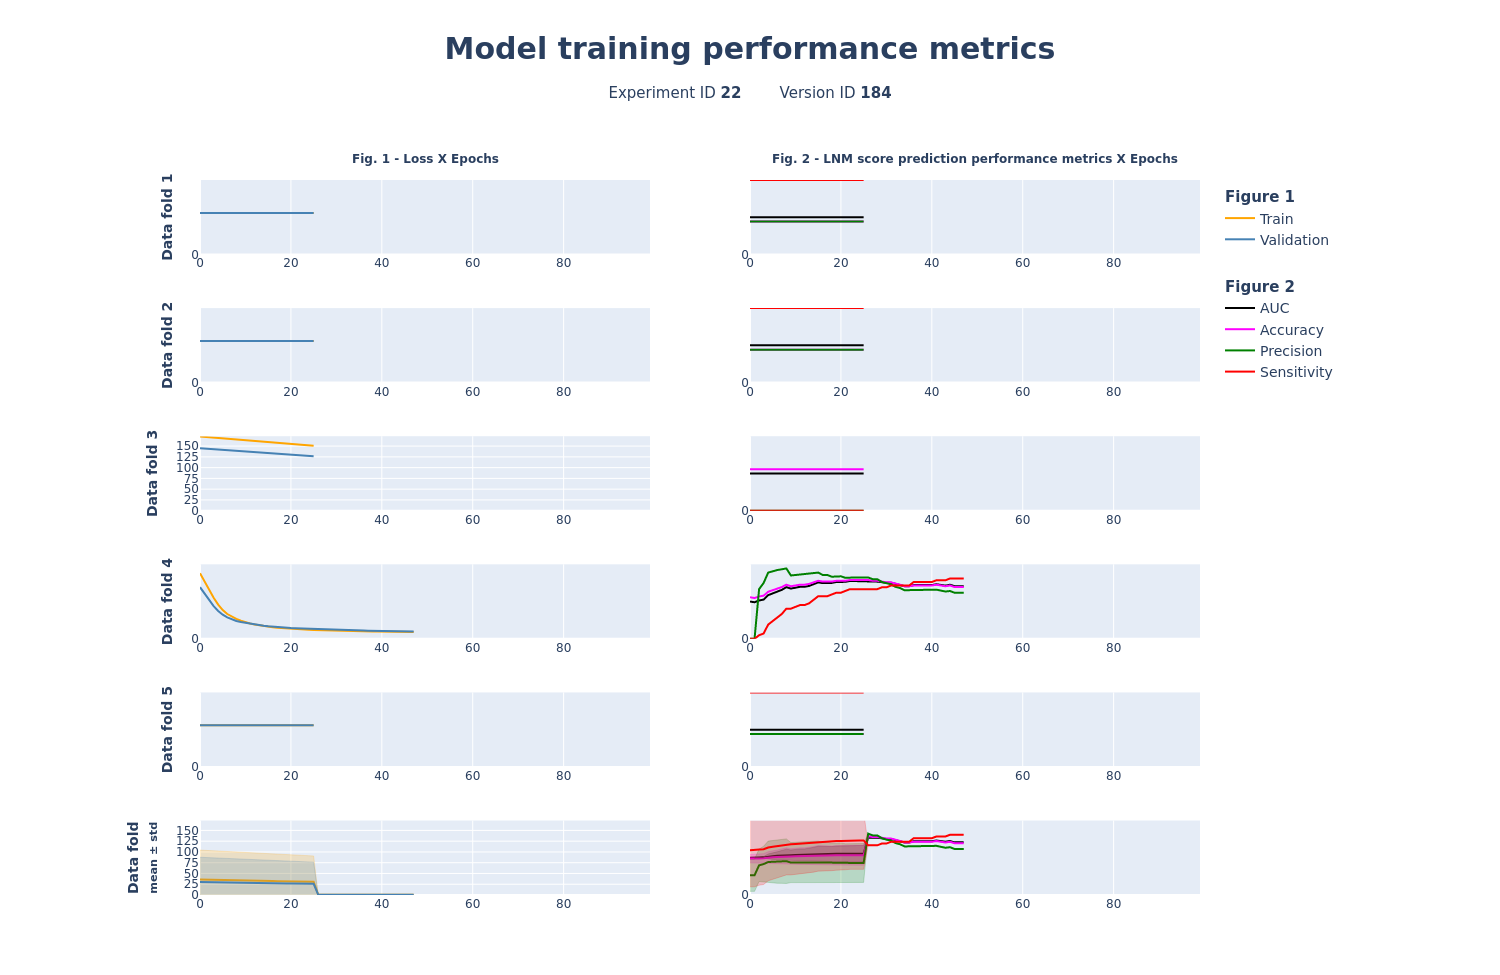 Model training performance metrics
Experiment ID 22 Version ID 184
Fig. 1 - Loss X Epochs
Fig. 2 - LNM score prediction performance metrics X Epochs
Data fold 1
0
0 20 40 60 80
0
0 20 40 60 80
Figure 1
Train
Validation
Figure 2
AUC
Accuracy
Precision
Sensitivity
Data fold 2
0
0 20 40 60 80
0
0 20 40 60 80
Data fold 3
150
125
100
75
50
25
0
0 20 40 60 80
0
0 20 40 60 80
Data fold 4
0
0 20 40 60 80
0
0 20 40 60 80
Data fold 5
0
0 20 40 60 80
0
0 20 40 60 80
Data fold
mean ± std
150
125
100
75
50
25
0
0 20 40 60 80
0
0 20 40 60 80